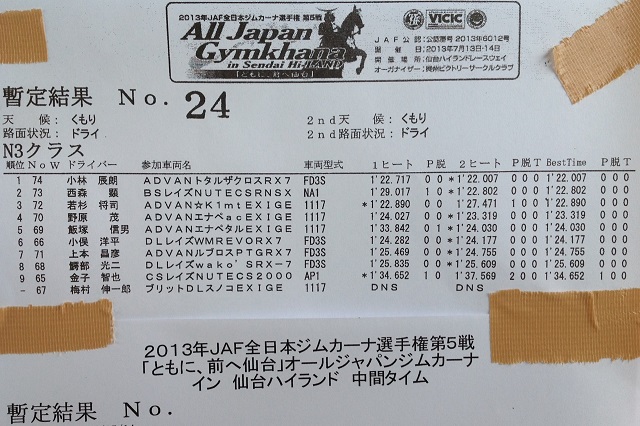 2013年JAF全日本ジムカーナ選手権 第5戦
All Japan
Gymkhana
in Sendai Hi-LAND
「ともに、前へ仙台」
VICIC
JAF公認:公認番号2013年6012号
開催日:2013年7月13日・14日
開催場所:仙台ハイランドレースウェイ
オーガナイザー:奥州ビクトリーサークルクラブ
暫定結果 No. 24
天候: くもり 2nd天候: くもり
路面状況: ドライ 2nd路面状況: ドライ
N3クラス
順位 No W ドライバー 参加車両名 車両型式 1ヒート P 脱 2ヒート P 脱 T BestTime P 脱 T
1 74 小林 辰朗 ADVANトタルザクロスRX7 FD3S 1'22.717 0 0 *1'22.007 0 0 0 1'22.007 0 0 0
2 73 西森 顕 BSレイズNUTECSRNSX NA1 1'29.017 1 0 *1'22.802 0 0 0 1'22.802 0 0 0
3 72 若杉 将司 ADVAN☆K1mtEXIGE 1117 *1'22.890 0 0 1'27.471 1 0 0 1'22.890 0 0 0
4 70 野原 茂 ADVANエナペacEXIGE 1117 1'24.027 0 0 *1'23.319 0 0 0 1'23.319 0 0 0
5 69 飯塚 信男 ADVANエナペタルEXIGE 1117 1'33.842 0 1 *1'24.030 0 0 0 1'24.030 0 0 0
6 66 小俣 洋平 DLレイズWMREVORX7 FD3S 1'24.282 0 0 *1'24.177 0 0 0 1'24.177 0 0 0
7 71 上本 昌彦 ADVANルブロスPTGRX7 FD3S 1'25.469 0 0 *1'24.755 0 0 0 1'24.755 0 0 0
8 68 鰐部 光二 DLレイズwako'SRX-7 FD3S 1'25.835 0 0 *1'25.609 0 0 0 1'25.609 0 0 0
9 65 金子 智也 CSレイズNUTECS2000 AP1 *1'34.652 1 0 1'37.569 2 0 0 1'34.652 1 0 0
- 67 梅村 伸一郎 ブリットDLスノコEXIGE 1117 DNS DNS
2013年JAF全日本ジムカーナ選手権第5戦
「ともに、前へ仙台」オールジャパンジムカーナ
イン 仙台ハイランド 中間タイム
暫定結果 No.